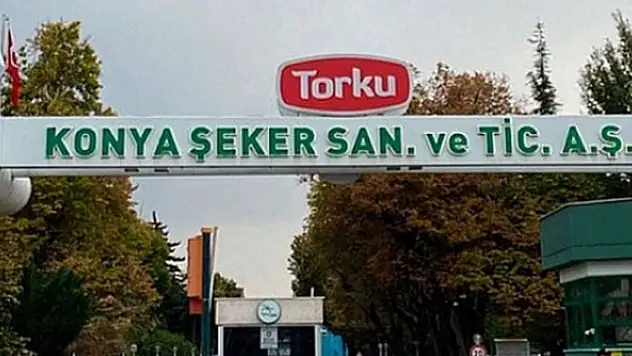 Torku
KONYA ŞEKER SAN. ve TİC. A.Ş.